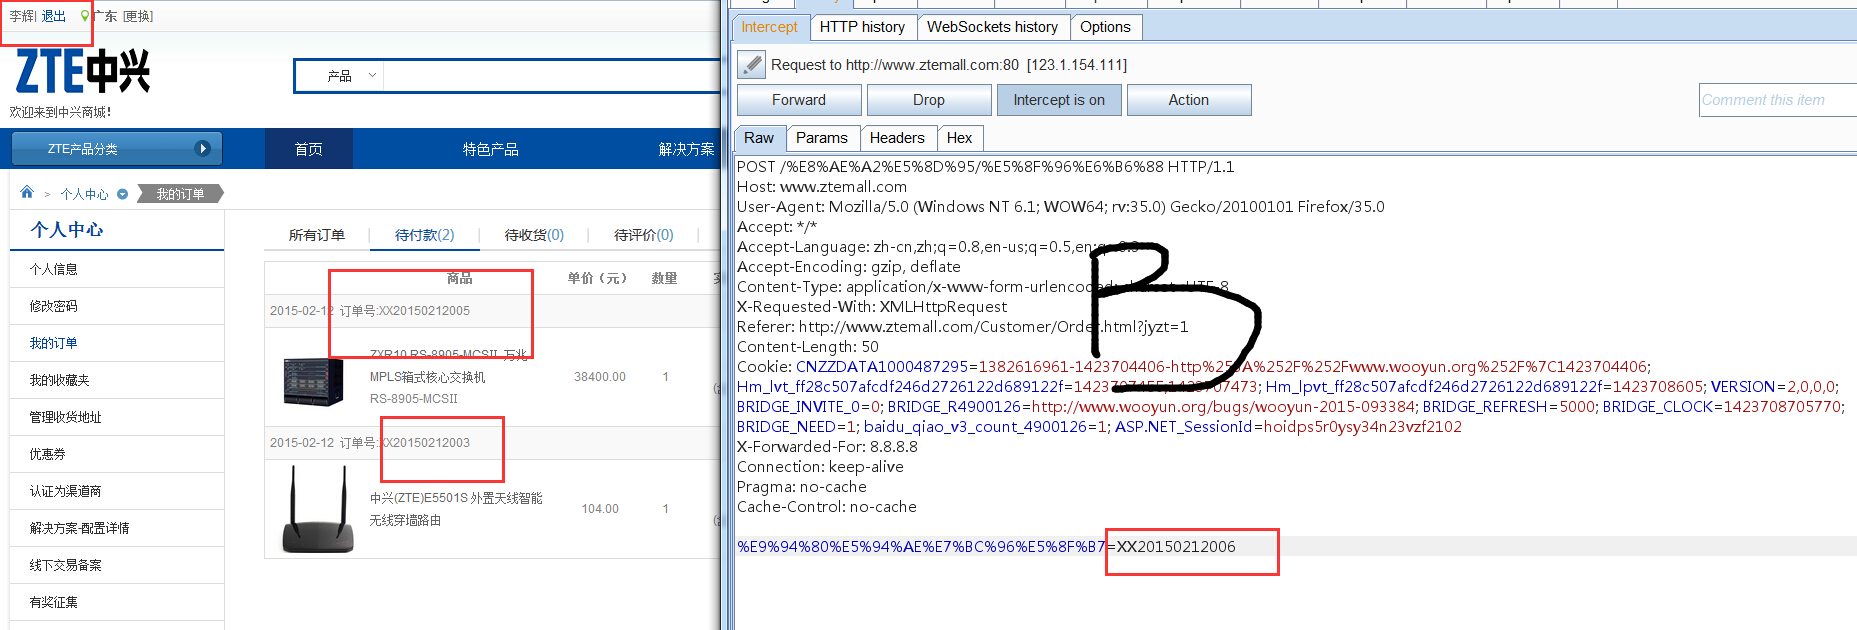 李辉| 退出 广东 [更换]
ZTE中兴
欢迎来到中兴商城!
产品
ZTE产品分类
首页 特色产品 解决方案
> 个人中心 我的订单
个人中心
个人信息
修改密码
我的订单
我的收藏夹
管理收货地址
优惠券
认证为渠道商
解决方案-配置详情
线下交易备案
有奖征集
所有订单 待付款(2) 待收货(0) 待评价(0)
商品 单价（元） 数量
2015-02-12 订单号:XX20150212005
ZXR10 RS-8905-MCSII 万兆
MPLS箱式核心交换机
RS-8905-MCSII
38400.00 1
2015-02-12 订单号:XX20150212003
中兴(ZTE)E5501S 外置天线智能
无线穿墙路由
104.00 1
Intercept HTTP history WebSockets history Options
Request to http://www.ztemall.com:80 [123.1.154.111]
Forward Drop Intercept is on Action
Comment this item
Raw Params Headers Hex
POST /%E8%AE%A2%E5%8D%95/%E5%8F%96%E6%B6%88 HTTP/1.1
Host: www.ztemall.com
User-Agent: Mozilla/5.0 (Windows NT 6.1; WOW64; rv:35.0) Gecko/20100101 Firefox/35.0
Accept: */*
Accept-Language: zh-cn,zh;q=0.8,en-us;q=0.5,en;q=0.3
Accept-Encoding: gzip, deflate
Content-Type: application/x-www-form-urlencoded; charset=UTF-8
X-Requested-With: XMLHttpRequest
Referer: http://www.ztemall.com/Customer/Order.html?jyzt=1
Content-Length: 50
Cookie: CNZZDATA1000487295=1382616961-1423704406-http%253A%252F%252Fwww.wooyun.org%252F%7C1423704406;
Hm_lvt_ff28c507afcdf246d2726122d689122f=1423707455,1423707473; Hm_lpvt_ff28c507afcdf246d2726122d689122f=1423708605; VERSION=2,0,0,0;
BRIDGE_INVITE_0=0; BRIDGE_R4900126=http://www.wooyun.org/bugs/wooyun-2015-093384; BRIDGE_REFRESH=5000; BRIDGE_CLOCK=1423708705770;
BRIDGE_NEED=1; baidu_qiao_v3_count_4900126=1; ASP.NET_SessionId=hoidps5r0ysy34n23vzf2102
X-Forwarded-For: 8.8.8.8
Connection: keep-alive
Pragma: no-cache
Cache-Control: no-cache
%E9%94%80%E5%94%AE%E7%BC%96%E5%8F%B7=XX20150212006
B